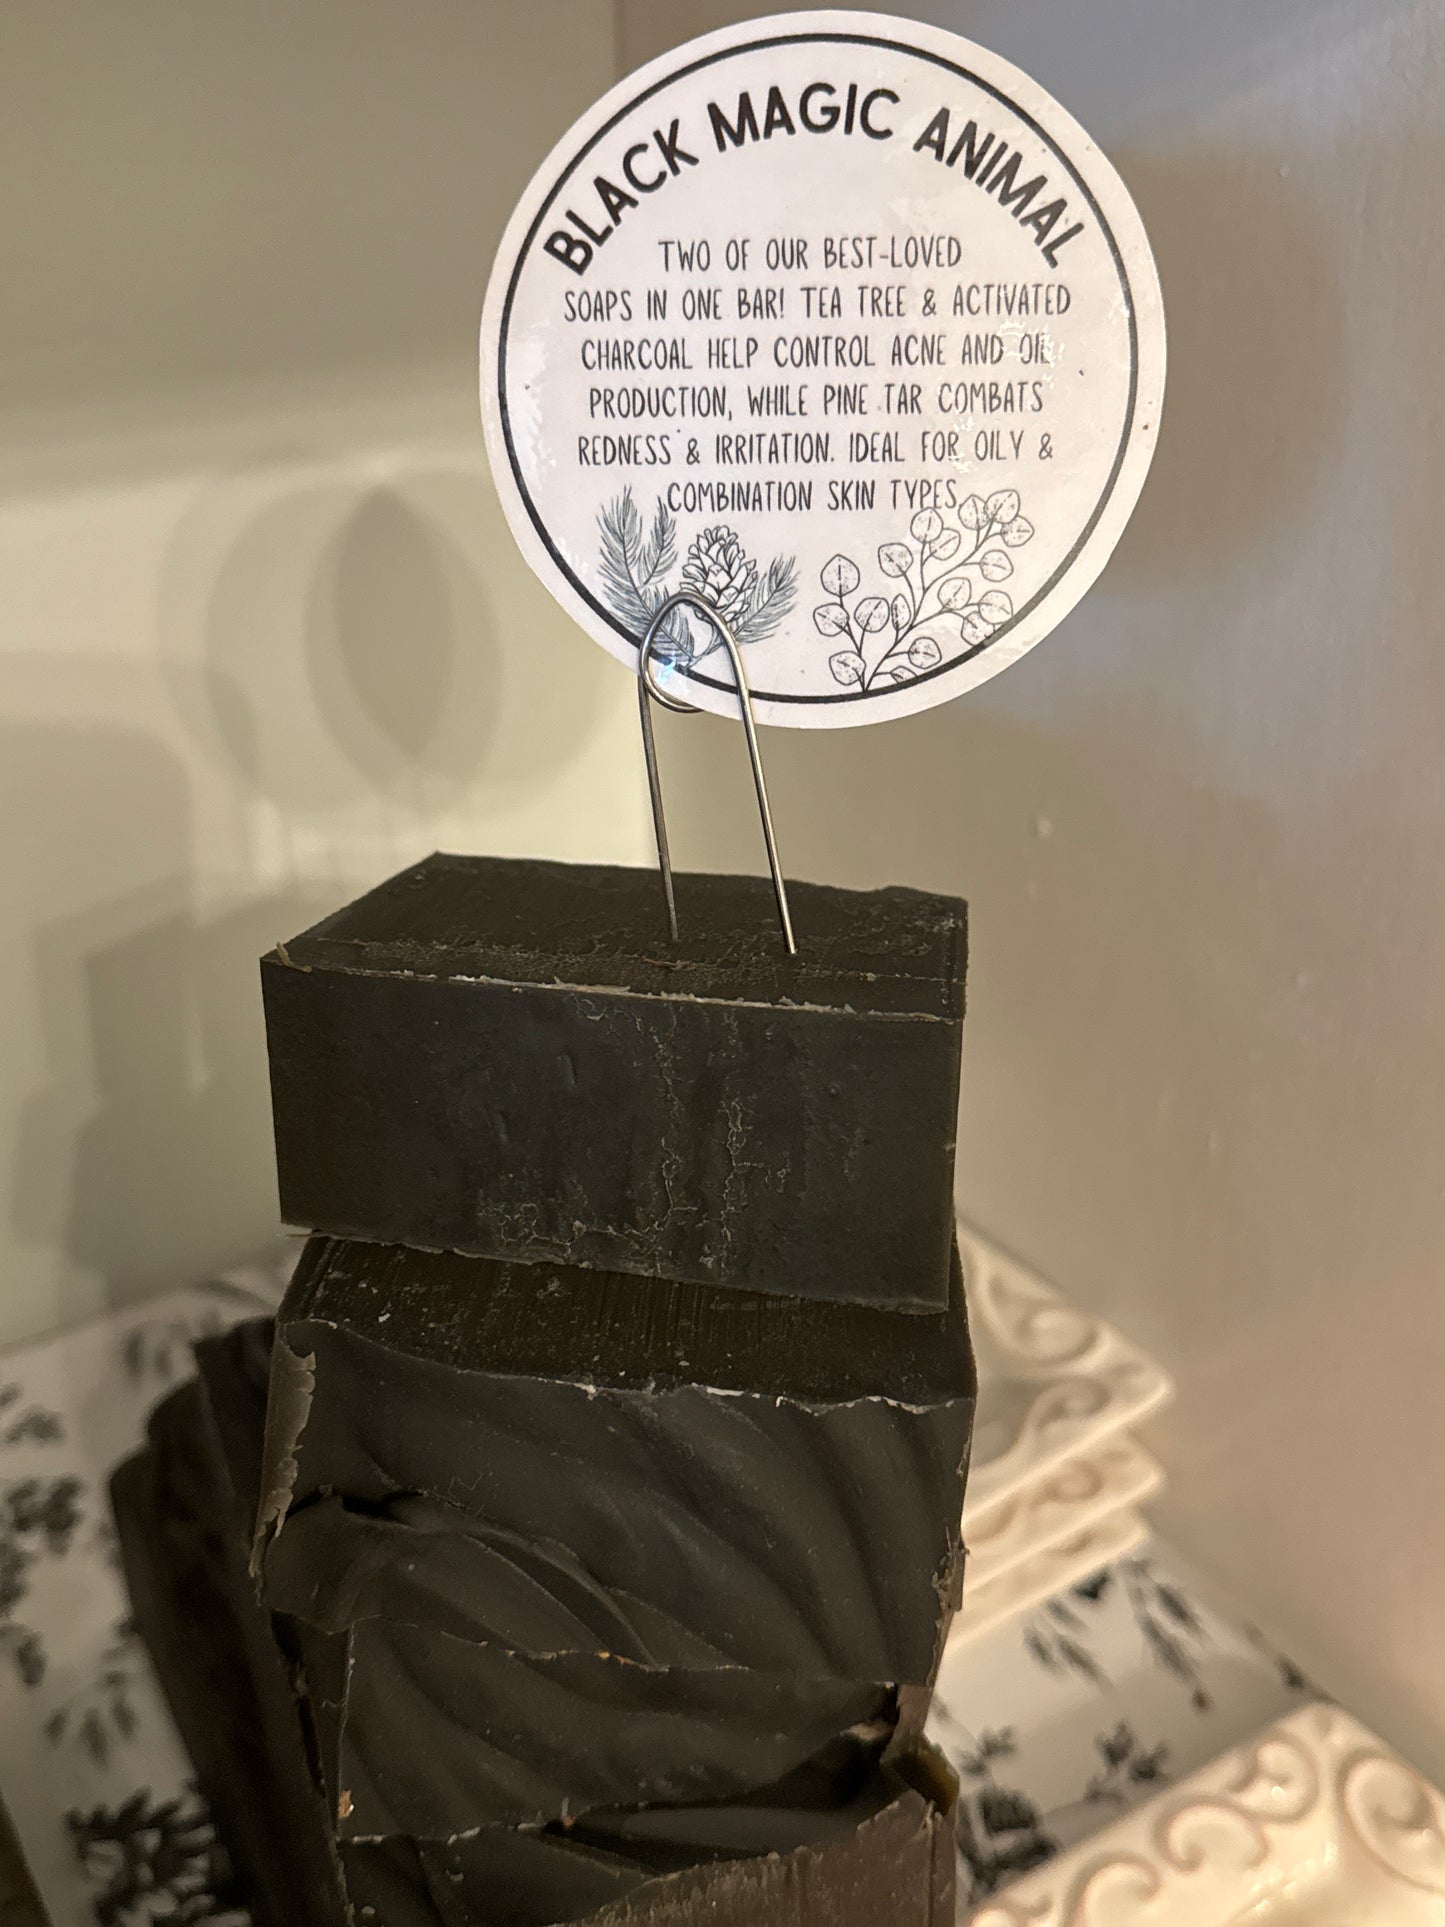 BLACK MAGIC ANIMAL
TWO OF OUR BEST-LOVED
SOAPS IN ONE BAR! TEA TREE & ACTIVATED
CHARCOAL HELP CONTROL ACNE AND OIL
PRODUCTION, WHILE PINE TAR COMBATS
REDNESS & IRRITATION. IDEAL FOR OILY &
COMBINATION SKIN TYPES.